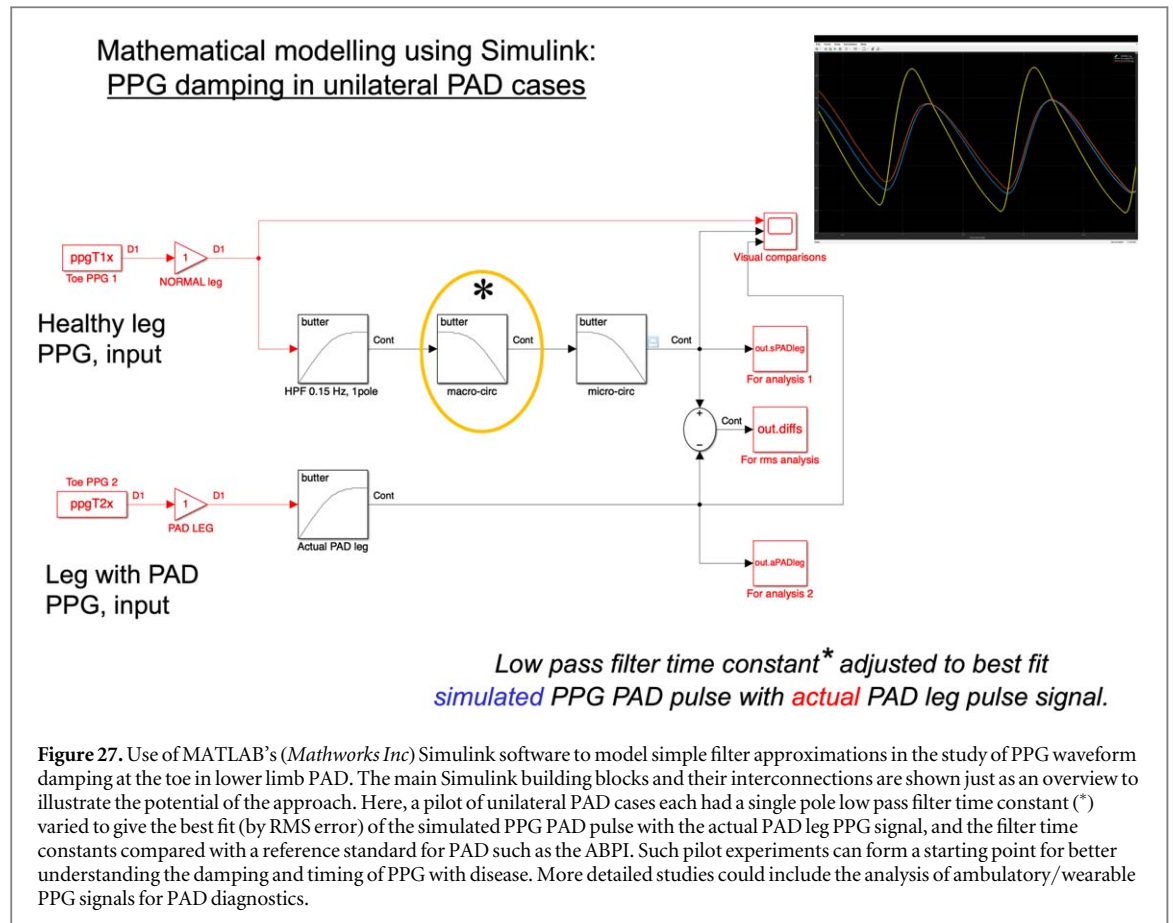 Mathematical modelling using Simulink:
PPG damping in unilateral PAD cases
ppgT1x
D1
1
D1
Toe PPG 1
NORMAL leg
Visual comparisons
*
Healthy leg
PPG, input
butter
Cont
HPF 0.15 Hz, 1pole
butter
Cont
macro-circ
butter
Cont
micro-circ
out.sPADleg
For analysis 1
+
−
Cont
out.diffs
For rms analysis
Toe PPG 2
ppgT2x
D1
1
D1
PAD LEG
butter
Cont
Actual PAD leg
out.aPADleg
For analysis 2
Leg with PAD
PPG, input
Low pass filter time constant* adjusted to best fit
simulated PPG PAD pulse with actual PAD leg pulse signal.
Figure 27. Use of MATLAB's (Mathworks Inc) Simulink software to model simple filter approximations in the study of PPG waveform
damping at the toe in lower limb PAD. The main Simulink building blocks and their interconnections are shown just as an overview to
illustrate the potential of the approach. Here, a pilot of unilateral PAD cases each had a single pole low pass filter time constant (*)
varied to give the best fit (by RMS error) of the simulated PPG PAD pulse with the actual PAD leg PPG signal, and the filter time
constants compared with a reference standard for PAD such as the ABPI. Such pilot experiments can form a starting point for better
understanding the damping and timing of PPG with disease. More detailed studies could include the analysis of ambulatory/wearable
PPG signals for PAD diagnostics.